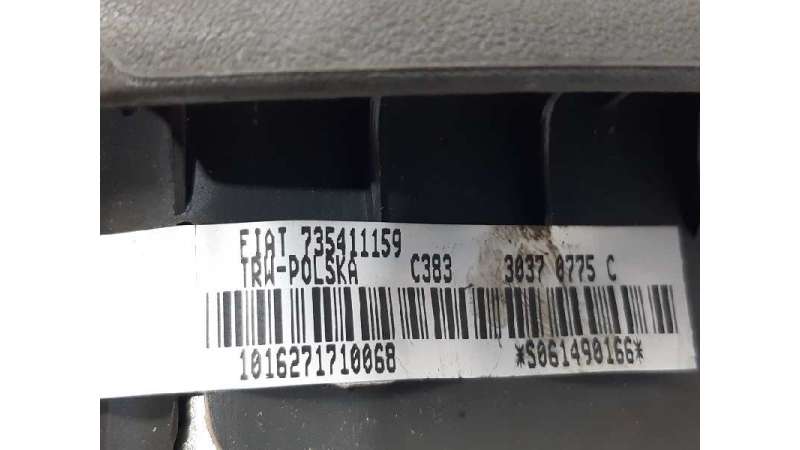 FIAT 735411159
TRW-POLSKA C383 3037 0775 C
1016271710068 *S061490166*